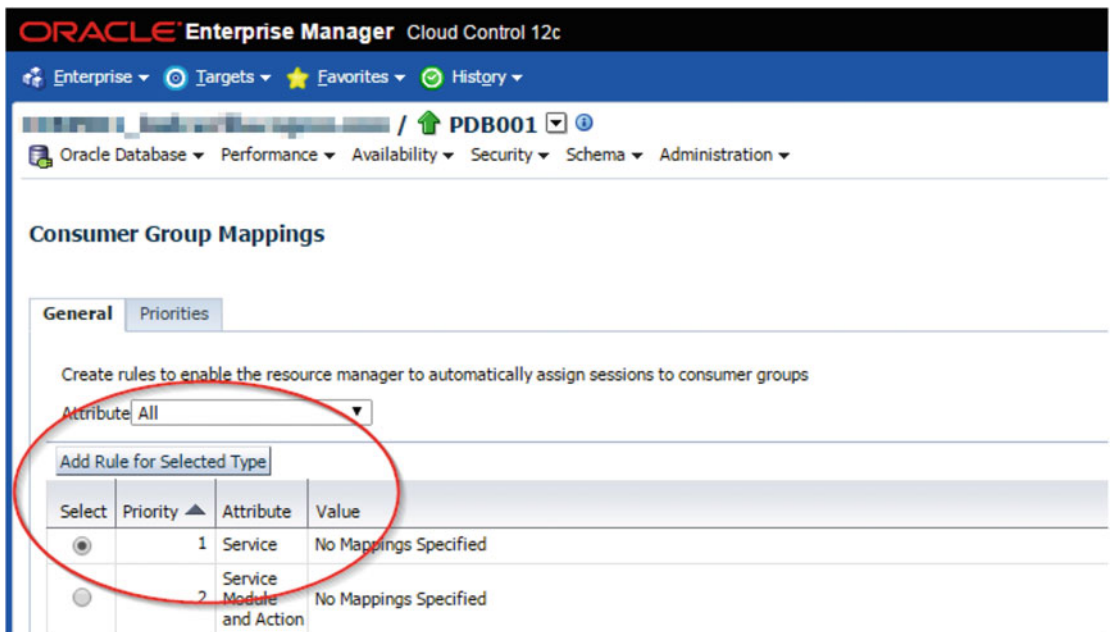 ORACLE Enterprise Manager Cloud Control 12c
Enterprise Targets Favorites History
/ PDB001
Oracle Database Performance Availability Security Schema Administration
Consumer Group Mappings
General Priorities
Create rules to enable the resource manager to automatically assign sessions to consumer groups
Attribute All
Add Rule for Selected Type
Select Priority Attribute Value
1 Service No Mappings Specified
Service
2 Module No Mappings Specified
and Action